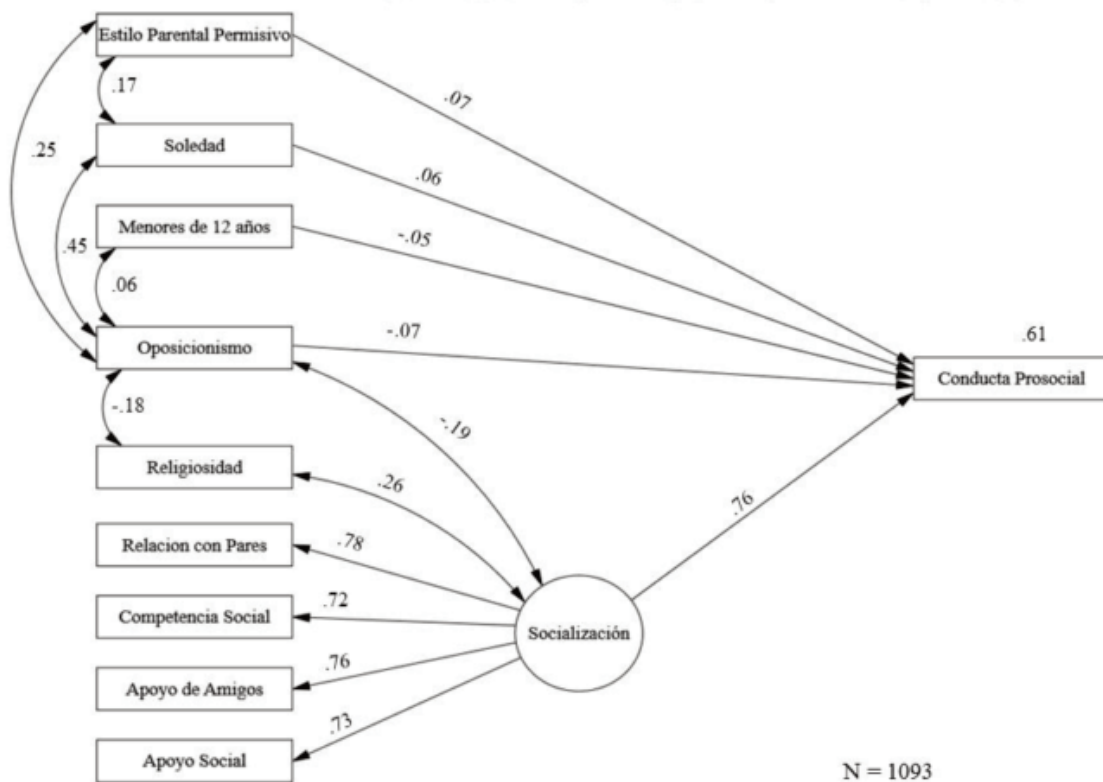 Estilo Parental Permisivo
.17
.07
Soledad
.25
.06
Menores de 12 años
-.05
.45
.06
Oposicionismo
-.07
.61
Conducta Prosocial
-.18
-.19
Religiosidad
.26
.76
Relacion con Pares
.78
Competencia Social
.72
Socialización
Apoyo de Amigos
.76
Apoyo Social
.73
N = 1093